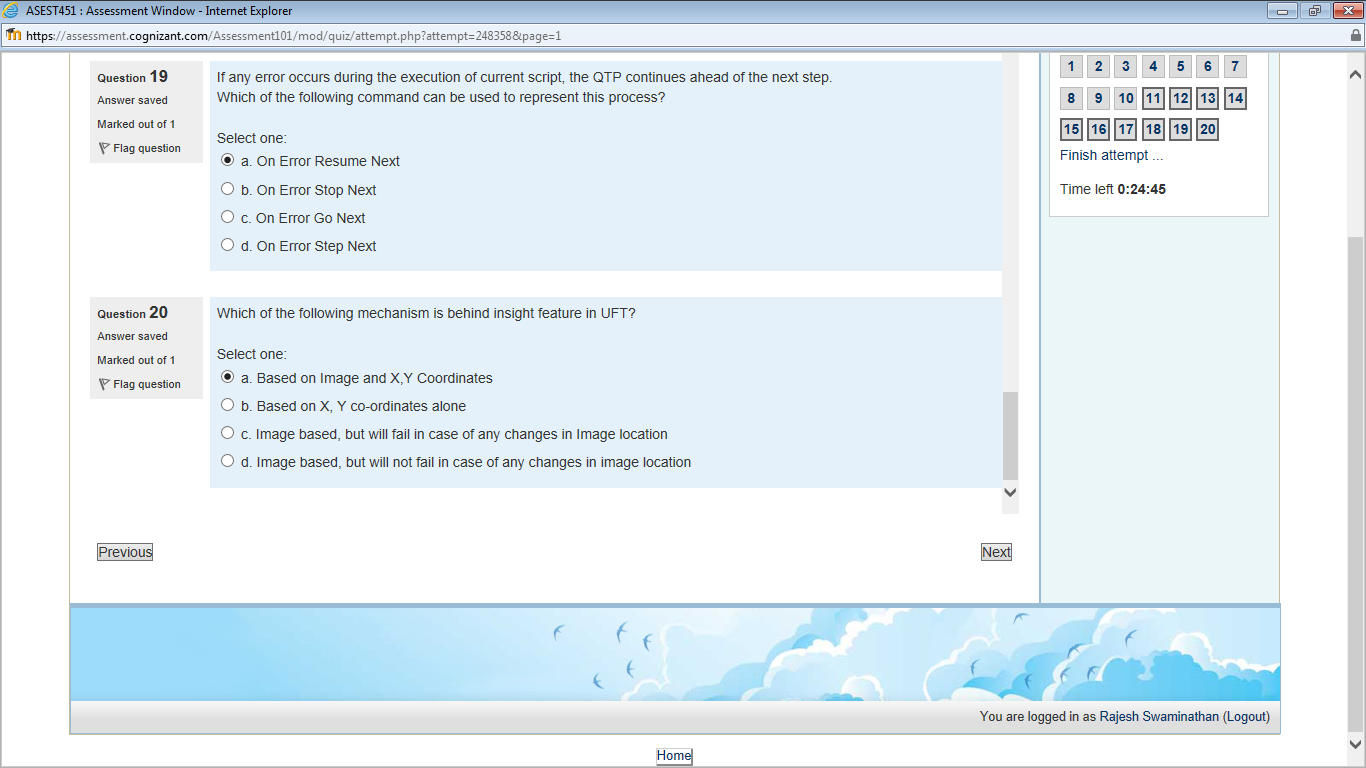 ASEST451 : Assessment Window - Internet Explorer
https://assessment.cognizant.com/Assessment101/mod/quiz/attempt.php?attempt=248358&page=1
Question 19
Answer saved
Marked out of 1
Flag question
If any error occurs during the execution of current script, the QTP continues ahead of the next step.
Which of the following command can be used to represent this process?
Select one:
a. On Error Resume Next
b. On Error Stop Next
c. On Error Go Next
d. On Error Step Next
Question 20
Answer saved
Marked out of 1
Flag question
Which of the following mechanism is behind insight feature in UFT?
Select one:
a. Based on Image and X,Y Coordinates
b. Based on X, Y co-ordinates alone
c. Image based, but will fail in case of any changes in Image location
d. Image based, but will not fail in case of any changes in image location
Previous
Next
1 2 3 4 5 6 7
8 9 10 11 12 13 14
15 16 17 18 19 20
Finish attempt ...
Time left 0:24:45
You are logged in as Rajesh Swaminathan (Logout)
Home